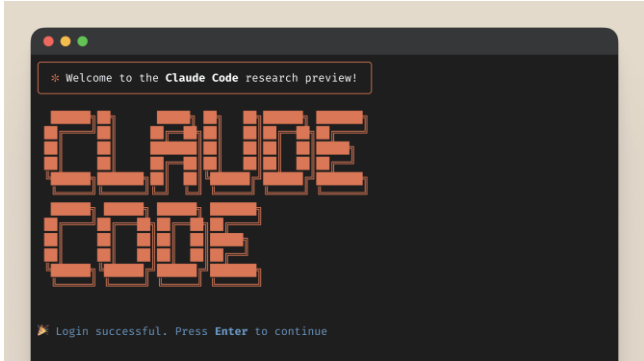 ✻ Welcome to the Claude Code research preview!
CLAUDE
CODE
🎉 Login successful. Press Enter to continue